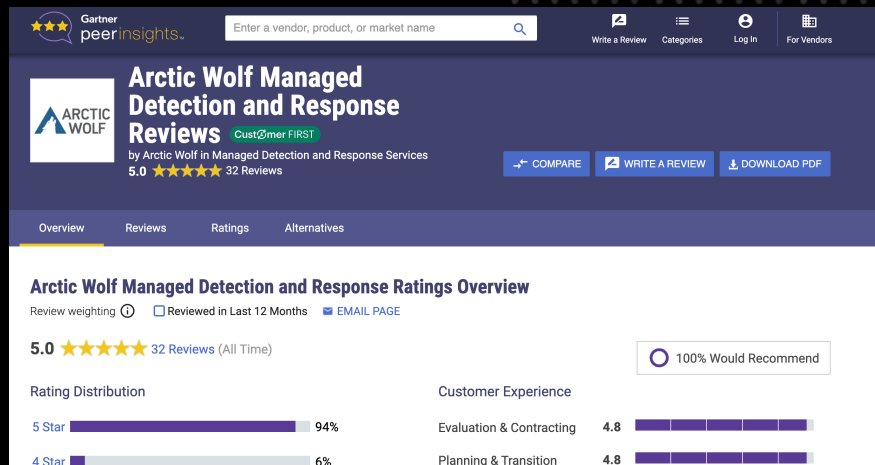 Gartner
peerinsights™
Enter a vendor, product, or market name
Write a Review
Categories
Log In
For Vendors
ARCTIC
WOLF
Arctic Wolf Managed
Detection and Response
Reviews CustØmer FIRST
by Arctic Wolf in Managed Detection and Response Services
5.0 32 Reviews
COMPARE
WRITE A REVIEW
DOWNLOAD PDF
Overview
Reviews
Ratings
Alternatives
Arctic Wolf Managed Detection and Response Ratings Overview
Review weighting Reviewed in Last 12 Months EMAIL PAGE
5.0 32 Reviews (All Time)
100% Would Recommend
Rating Distribution
5 Star 94%
4 Star 6%
Customer Experience
Evaluation & Contracting 4.8
Planning & Transition 4.8